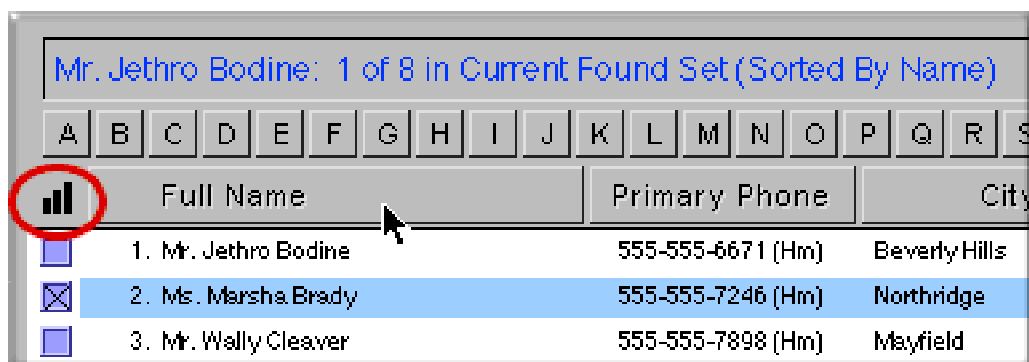 Mr. Jethro Bodine: 1 of 8 in Current Found Set (Sorted By Name)
A B C D E F G H I J K L M N O P Q R S
Full Name Primary Phone City
1. Mr. Jethro Bodine 555-555-6671 (Hm) Beverly Hills
2. Ms. Marsha Brady 555-555-7246 (Hm) Northridge
3. Mr. Wally Cleaver 555-555-7898 (Hm) Mayfield